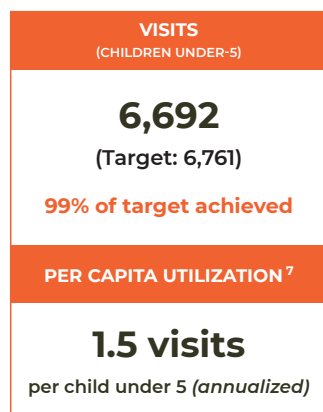 VISITS
(CHILDREN UNDER-5)
6,692
(Target: 6,761)
99% of target achieved
PER CAPITA UTILIZATION 7
1.5 visits
per child under 5 (annualized)